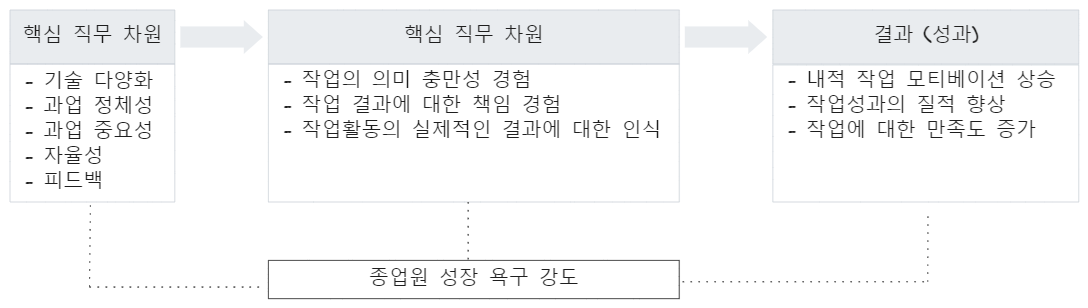 핵심 직무 차원
- 기술 다양화
- 과업 정체성
- 과업 중요성
- 자율성
- 피드백
핵심 직무 차원
- 작업의 의미 충만성 경험
- 작업 결과에 대한 책임 경험
- 작업활동의 실제적인 결과에 대한 인식
결과 (성과)
- 내적 작업 모티베이션 상승
- 작업성과의 질적 향상
- 작업에 대한 만족도 증가
종업원 성장 욕구 강도